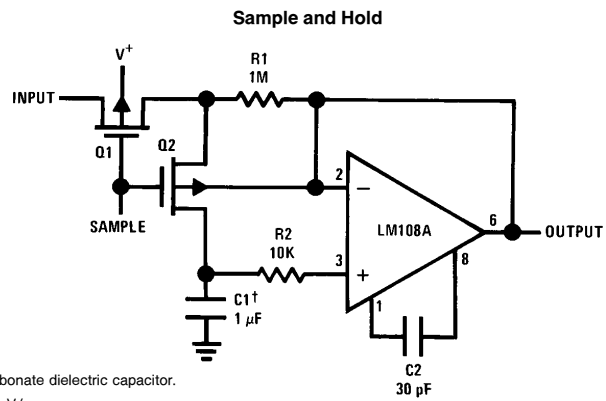 Sample and Hold
V+
R1
1M
INPUT
Q1
Q2
SAMPLE
2
−
LM108A
6
OUTPUT
8
R2
10K
3
+
1
C1†
1 μF
C2
30 pF
bonate dielectric capacitor.